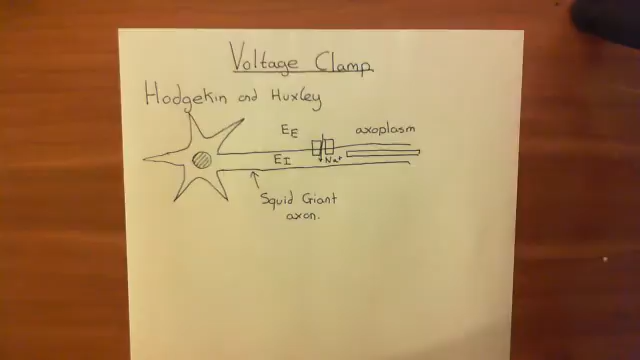 Voltage Clamp
Hodgekin and Huxley
EE
axoplasm
EI
Na+
Squid Giant
axon.